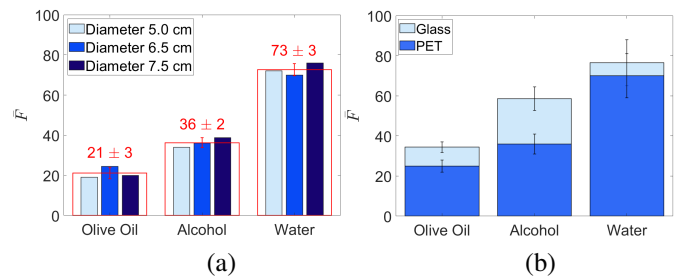 100
80
60
40
20
0
F̄
Diameter 5.0 cm
Diameter 6.5 cm
Diameter 7.5 cm
21 ± 3
36 ± 2
73 ± 3
Olive Oil Alcohol Water
(a)
100
80
60
40
20
0
F̄
Glass
PET
Olive Oil Alcohol Water
(b)